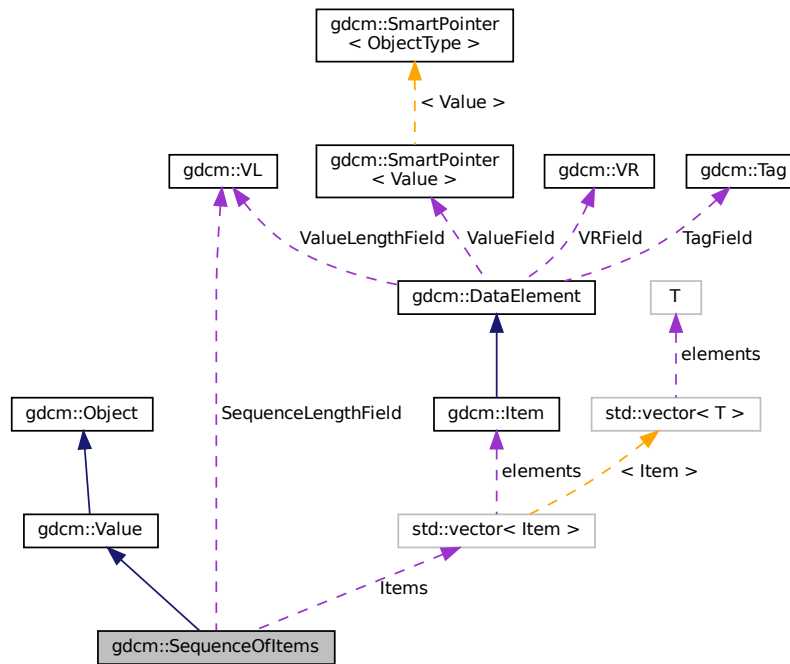 gdcm::SmartPointer
< ObjectType >
< Value >
gdcm::VL
gdcm::SmartPointer
< Value >
gdcm::VR
gdcm::Tag
ValueLengthField
ValueField
VRField
TagField
gdcm::DataElement
T
elements
gdcm::Object
SequenceLengthField
gdcm::Item
std::vector< T >
elements
< Item >
gdcm::Value
std::vector< Item >
Items
gdcm::SequenceOfItems